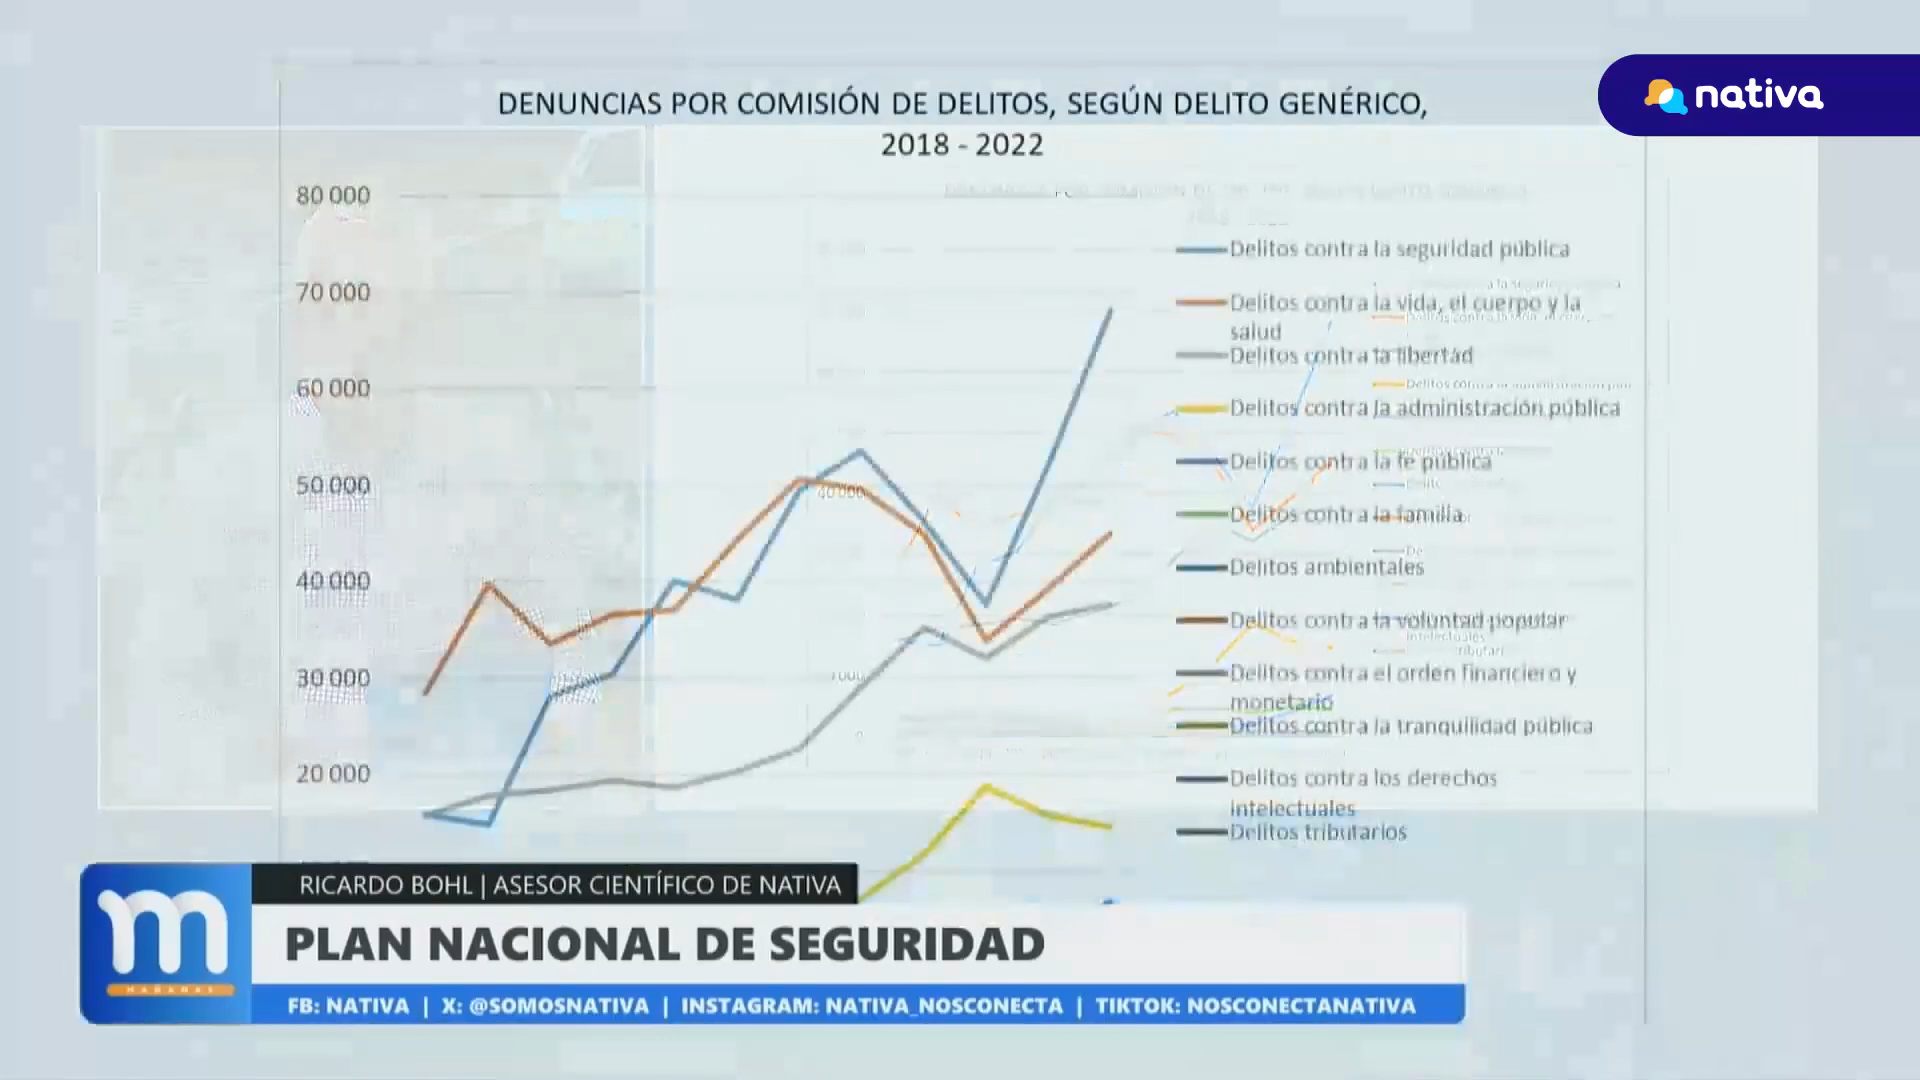 nativa
DENUNCIAS POR COMISIÓN DE DELITOS, SEGÚN DELITO GENÉRICO,
2018 - 2022
80 000
70 000
60 000
50 000
40 000
30 000
20 000
Delitos contra la seguridad pública
Delitos contra la vida, el cuerpo y la
salud
Delitos contra la libertad
Delitos contra la administración pública
Delitos contra la fe pública
Delitos contra la familia
Delitos ambientales
Delitos contra la voluntad popular
Delitos contra el orden financiero y
monetario
Delitos contra la tranquilidad pública
Delitos contra los derechos
intelectuales
Delitos tributarios
40 000
RICARDO BOHL | ASESOR CIENTÍFICO DE NATIVA
m
MAÑANAS
PLAN NACIONAL DE SEGURIDAD
FB: NATIVA | X: @SOMOSNATIVA | INSTAGRAM: NATIVA_NOSCONECTA | TIKTOK: NOSCONECTANATIVA